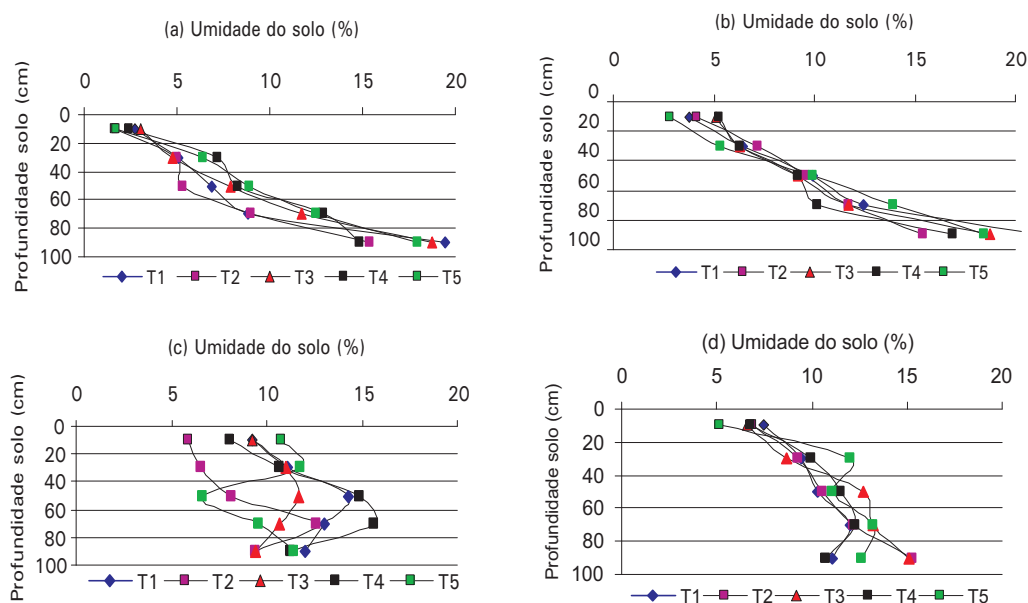 (a) Umidade do solo (%)
0 5 10 15 20
Profundidade solo (cm)
0
20
40
60
80
100
T1 T2 T3 T4 T5
(b) Umidade do solo (%)
0 5 10 15 20
Profundidade solo (cm)
0
20
40
60
80
100
T1 T2 T3 T4 T5
(c) Umidade do solo (%)
0 5 10 15 20
Profundidade solo (cm)
0
20
40
60
80
100
T1 T2 T3 T4 T5
(d) Umidade do solo (%)
0 5 10 15 20
Profundidade solo (cm)
0
20
40
60
80
100
T1 T2 T3 T4 T5